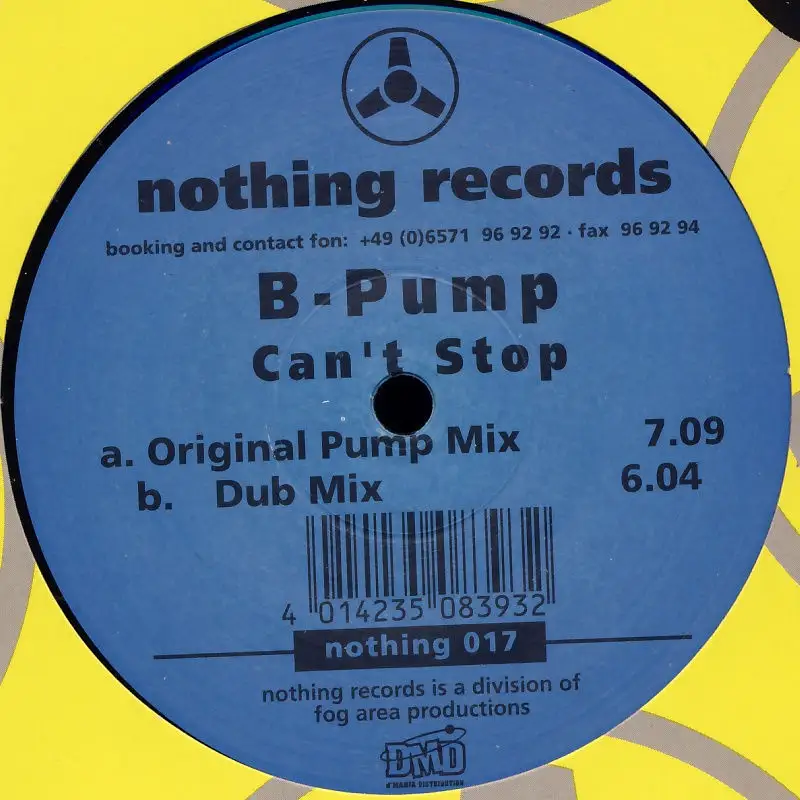 nothing records
booking and contact fon: +49 (0)6571 96 92 92 · fax 96 92 94
B-Pump
Can't Stop
a. Original Pump Mix 7.09
b. Dub Mix 6.04
4 014235 083932
nothing 017
nothing records is a division of
fog area productions
DMD
d'MANIA DISTRIBUTION